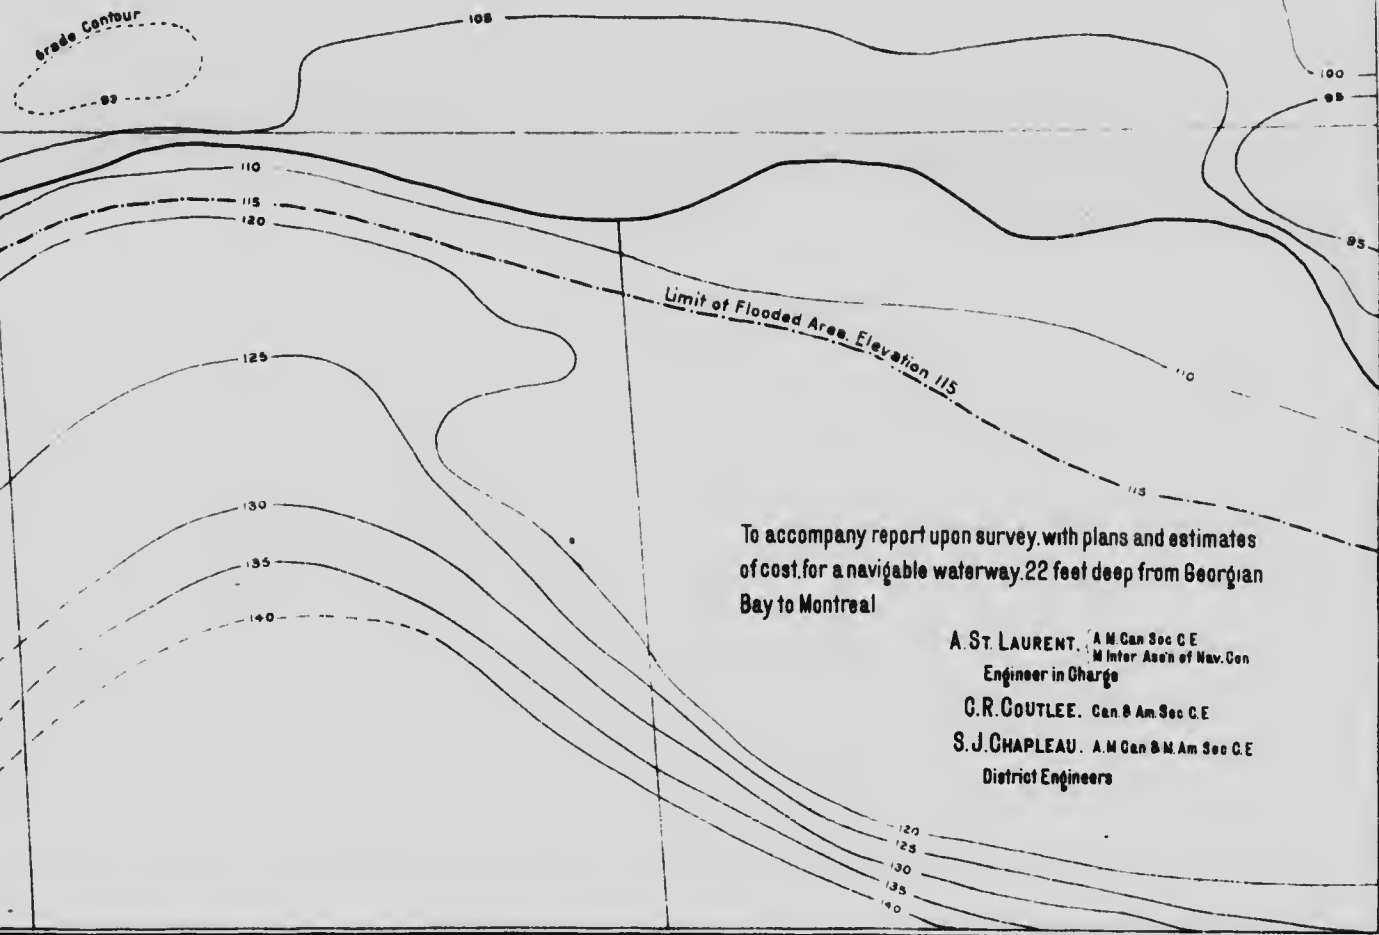 Grade Contour
93
105
100
95
110
115
120
95
Limit of Flooded Area. Elevation 115
125
110
115
130
135
140
To accompany report upon survey, with plans and estimates
of cost, for a navigable waterway, 22 feet deep from Georgian
Bay to Montreal
A. ST. LAURENT. A M. Can Soc C E
M Inter Ass'n of Nav. Con
Engineer in Charge
C.R. COUTLEE. Can & Am. Soc C.E
S.J. CHAPLEAU. A.M Can & M. Am Soc C.E
District Engineers
120
125
130
135
140